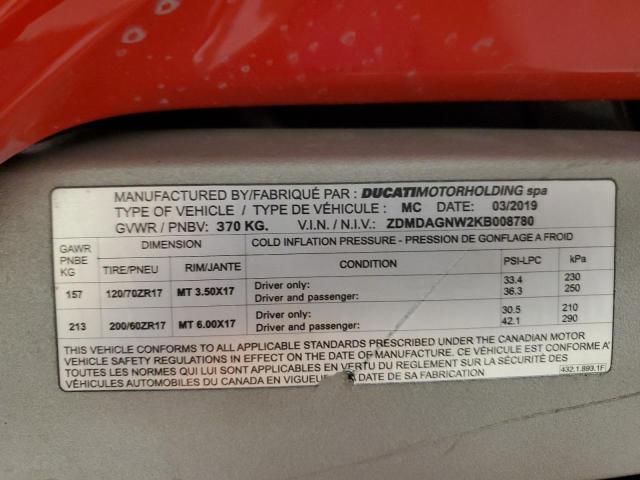 MANUFACTURED BY/FABRIQUÉ PAR : DUCATIMOTORHOLDING spa
TYPE OF VEHICLE / TYPE DE VÉHICULE : MC DATE: 03/2019
GVWR / PNBV: 370 KG. V.I.N. / N.I.V.: ZDMDAGNW2KB008780
GAWR PNBE KG DIMENSION COLD INFLATION PRESSURE - PRESSION DE GONFLAGE A FROID
TIRE/PNEU RIM/JANTE CONDITION PSI-LPC kPa
157 120/70ZR17 MT 3.50X17 Driver only: 33.4 230
Driver and passenger: 36.3 250
213 200/60ZR17 MT 6.00X17 Driver only: 30.5 210
Driver and passenger: 42.1 290
THIS VEHICLE CONFORMS TO ALL APPLICABLE STANDARDS PRESCRIBED UNDER THE CANADIAN MOTOR
VEHICLE SAFETY REGULATIONS IN EFFECT ON THE DATE OF MANUFACTURE. CE VÉHICULE EST CONFORME A'
TOUTES LES NORMES QUI LUI SONT APPLICABLES EN VERTU DU REGLEMENT SUR LA SÉCURITÉ DES
VÉHICULES AUTOMOBILES DU CANADA EN VIGUEU A DATE DE SA FABRICATION
432.1.893.1F